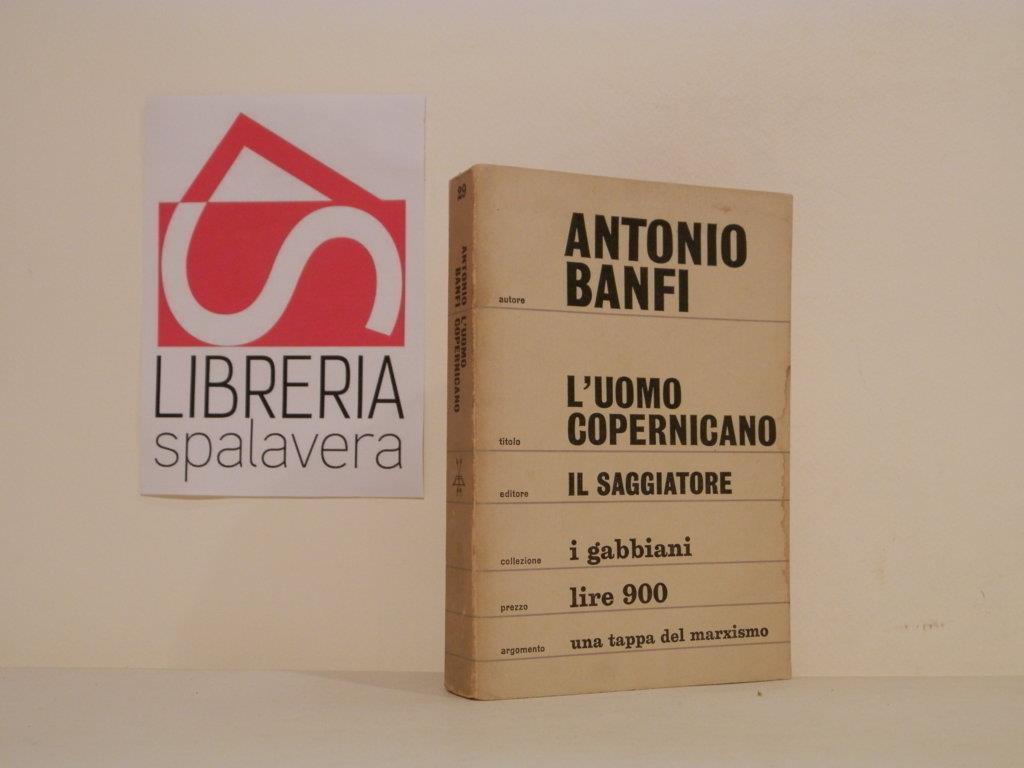 LIBRERIA
spalavera
ANTONIO L'UOMO
BANFI COPERNICANO
autore ANTONIO
BANFI
titolo L'UOMO
COPERNICANO
editore IL SAGGIATORE
collezione i gabbiani
prezzo lire 900
argomento una tappa del marxismo